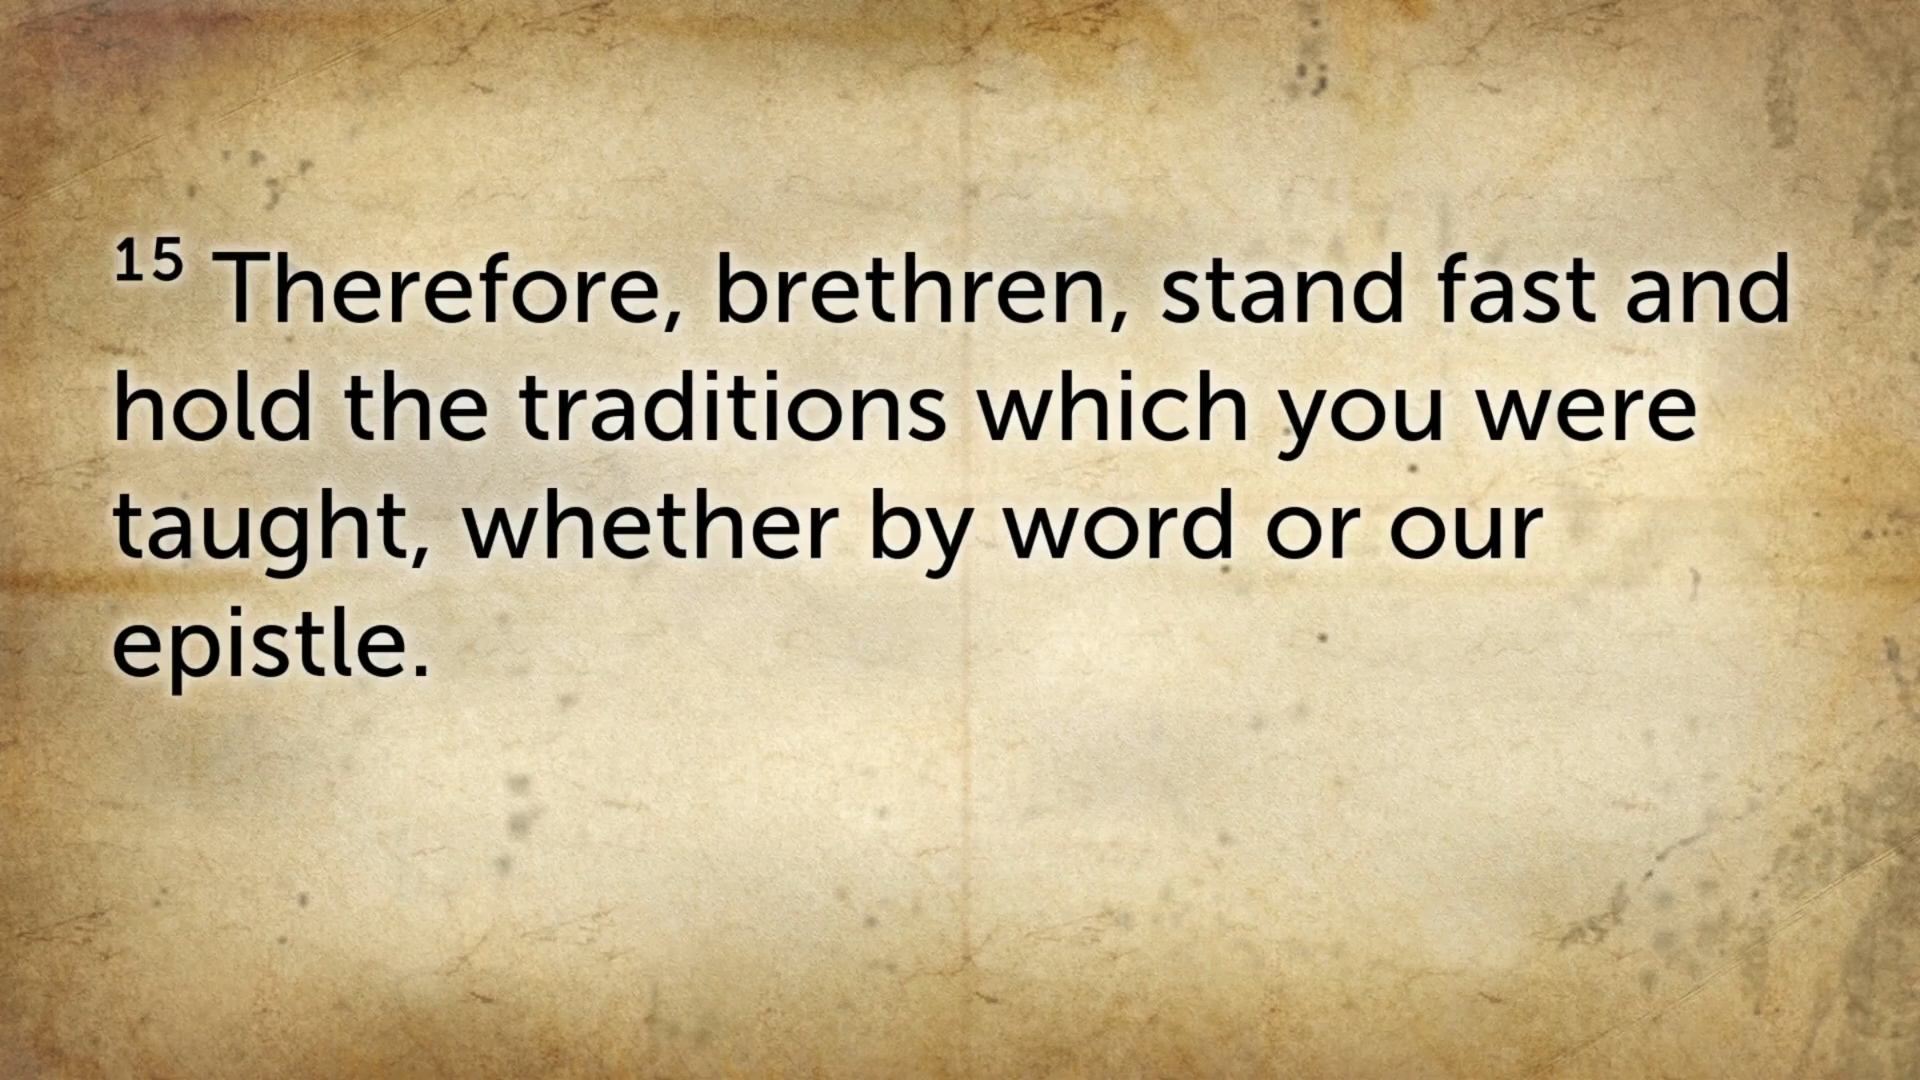 15 Therefore, brethren, stand fast and
hold the traditions which you were
taught, whether by word or our
epistle.